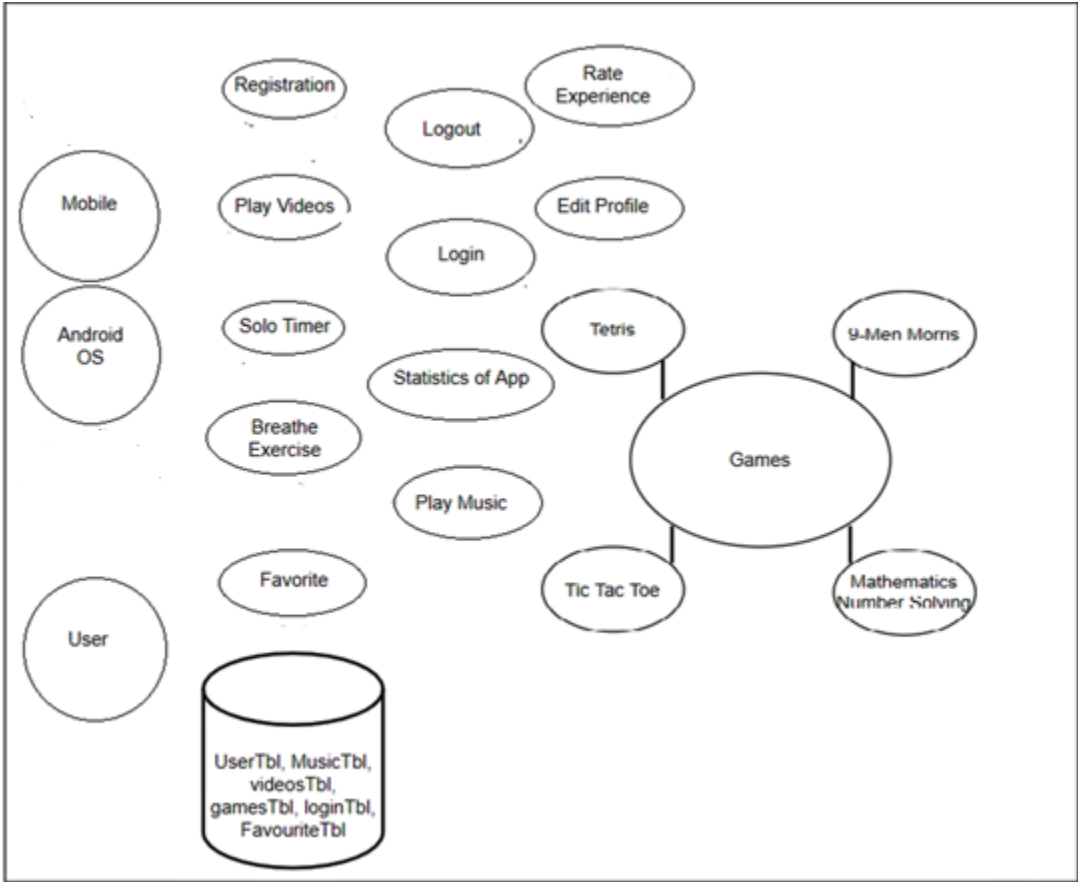 Registration
Rate
Experience
Logout
Mobile
Play Videos
Edit Profile
Login
Android
OS
Solo Timer
Tetris
9-Men Morris
Statistics of App
Breathe
Exercise
Games
Play Music
Favorite
Tic Tac Toe
Mathematics
Number Solving
User
UserTbl, MusicTbl,
videosTbl,
gamesTbl, loginTbl,
FavouriteTbl